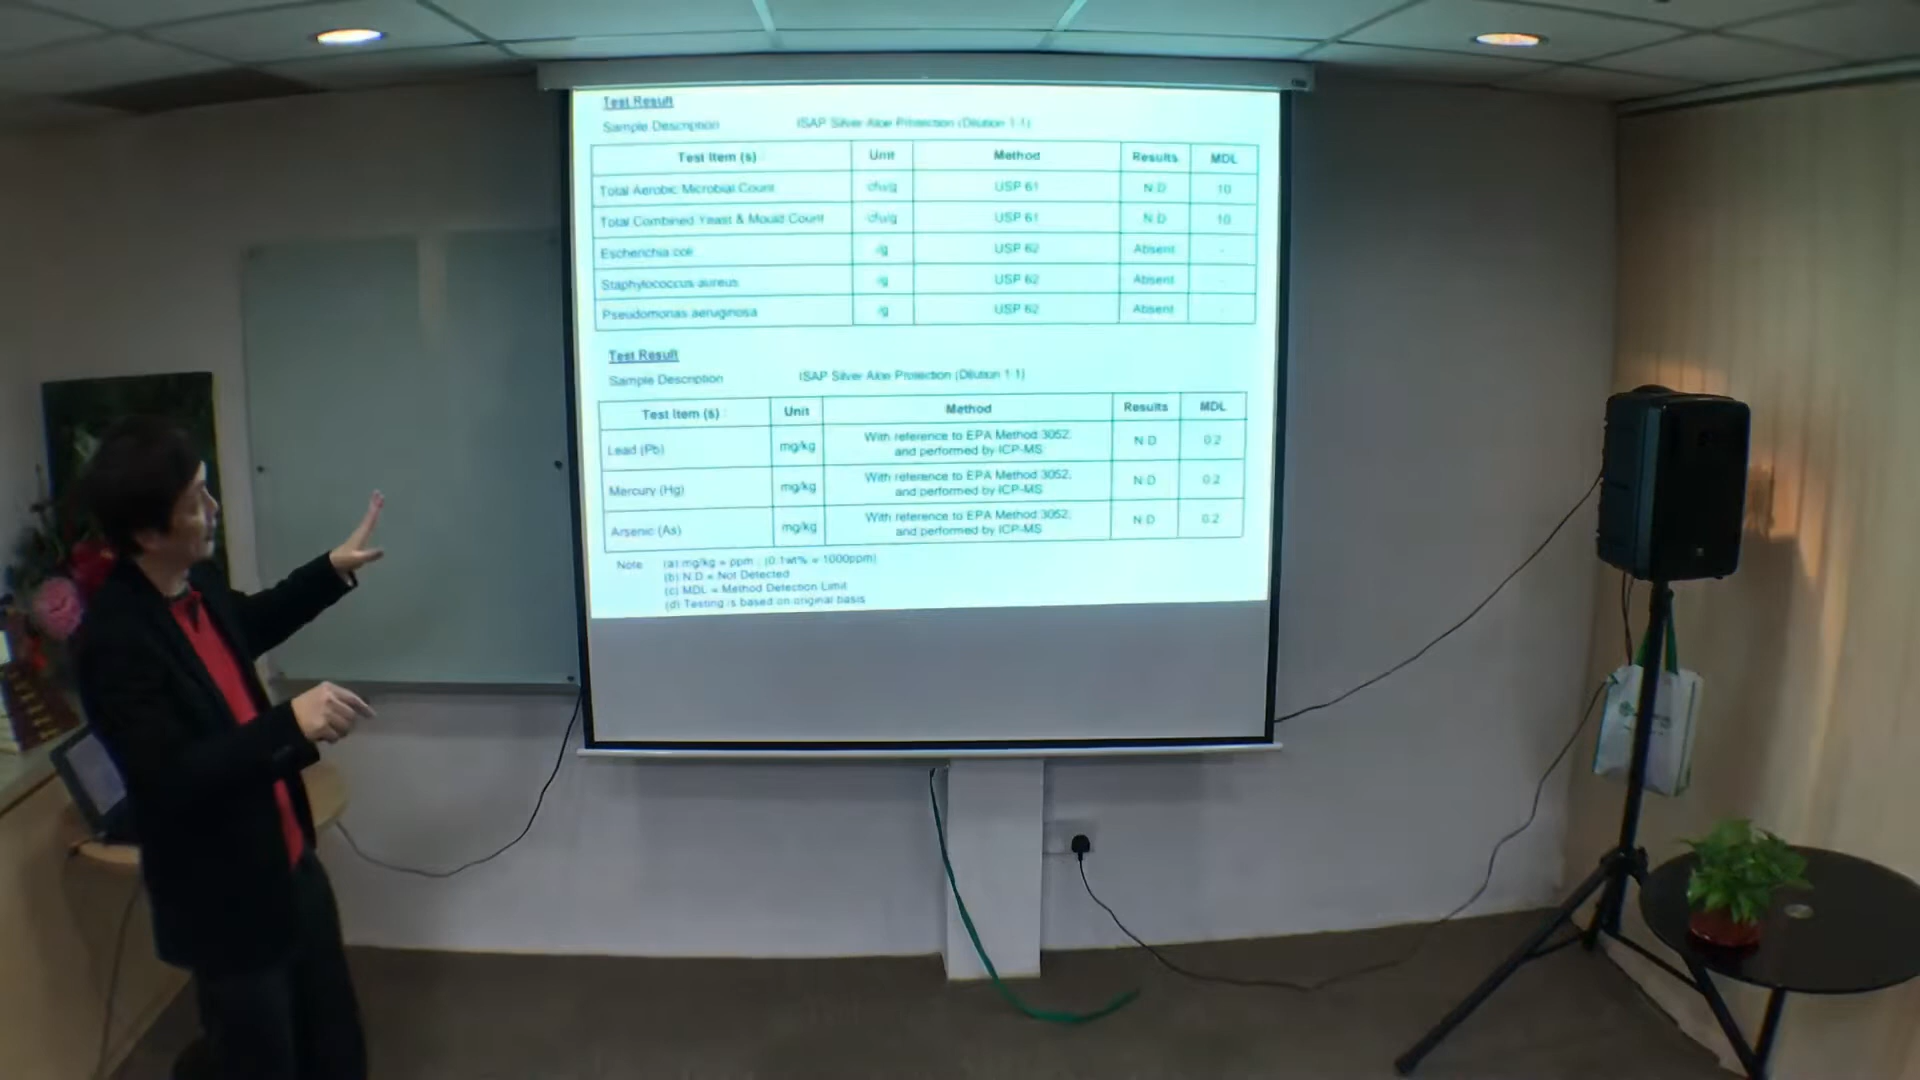 Test Result
Sample Description ISAP Silver Aloe Protection (Dilution 1:1)
Test Item (s) Unit Method Results MDL
Total Aerobic Microbial Count cfu/g USP 61 N.D 10
Total Combined Yeast & Mould Count cfu/g USP 61 N.D 10
Escherichia coli /g USP 62 Absent -
Staphylococcus aureus /g USP 62 Absent -
Pseudomonas aeruginosa /g USP 62 Absent -
Test Result
Sample Description ISAP Silver Aloe Protection (Dilution 1:1)
Test Item (s) Unit Method Results MDL
Lead (Pb) mg/kg With reference to EPA Method 3052, and performed by ICP-MS N.D 0.2
Mercury (Hg) mg/kg With reference to EPA Method 3052, and performed by ICP-MS N.D 0.2
Arsenic (As) mg/kg With reference to EPA Method 3052, and performed by ICP-MS N.D 0.2
Note (a) mg/kg = ppm ; (0.1wt% = 1000ppm)
(b) N.D = Not Detected
(c) MDL = Method Detection Limit
(d) Testing is based on original basis